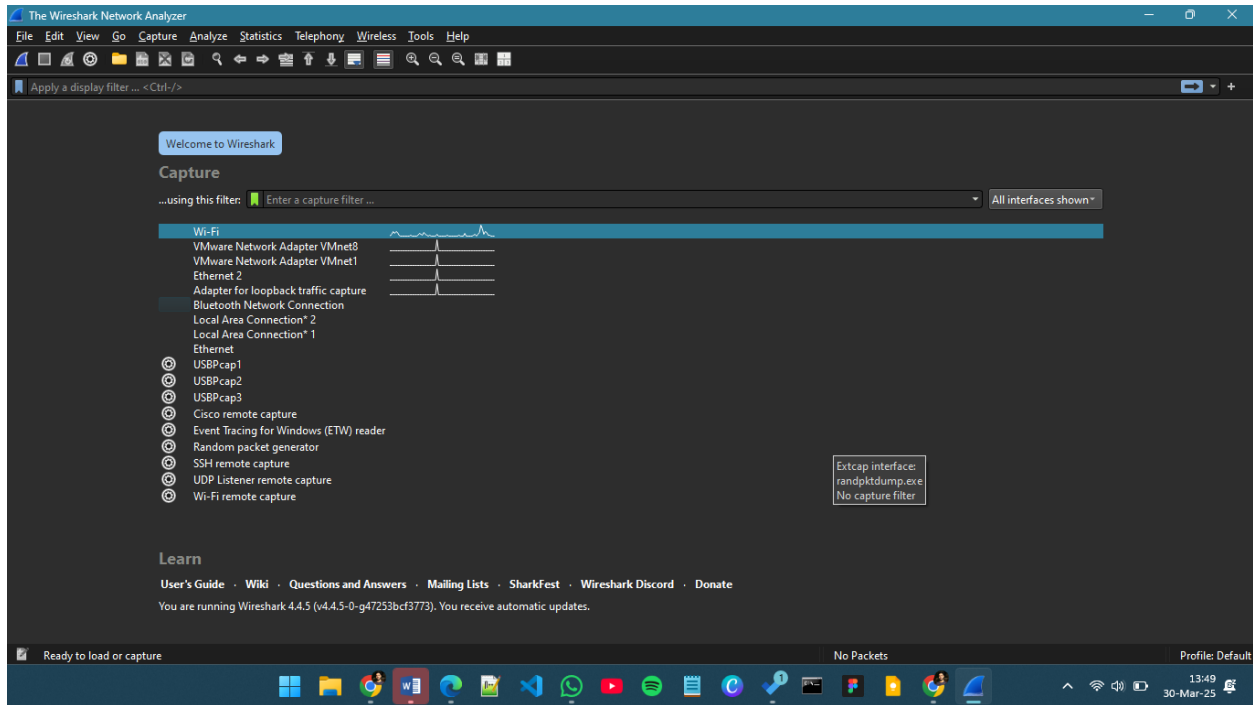 The Wireshark Network Analyzer
File Edit View Go Capture Analyze Statistics Telephony Wireless Tools Help
Apply a display filter ... <Ctrl-/>
Welcome to Wireshark
Capture
...using this filter: Enter a capture filter ... All interfaces shown
Wi-Fi
VMware Network Adapter VMnet8
VMware Network Adapter VMnet1
Ethernet 2
Adapter for loopback traffic capture
Bluetooth Network Connection
Local Area Connection* 2
Local Area Connection* 1
Ethernet
USBPcap1
USBPcap2
USBPcap3
Cisco remote capture
Event Tracing for Windows (ETW) reader
Random packet generator
SSH remote capture
UDP Listener remote capture
Wi-Fi remote capture
Extcap interface:
randpktdump.exe
No capture filter
Learn
User's Guide · Wiki · Questions and Answers · Mailing Lists · SharkFest · Wireshark Discord · Donate
You are running Wireshark 4.4.5 (v4.4.5-0-g47253bcf3773). You receive automatic updates.
Ready to load or capture No Packets Profile: Default
13:49
30-Mar-25